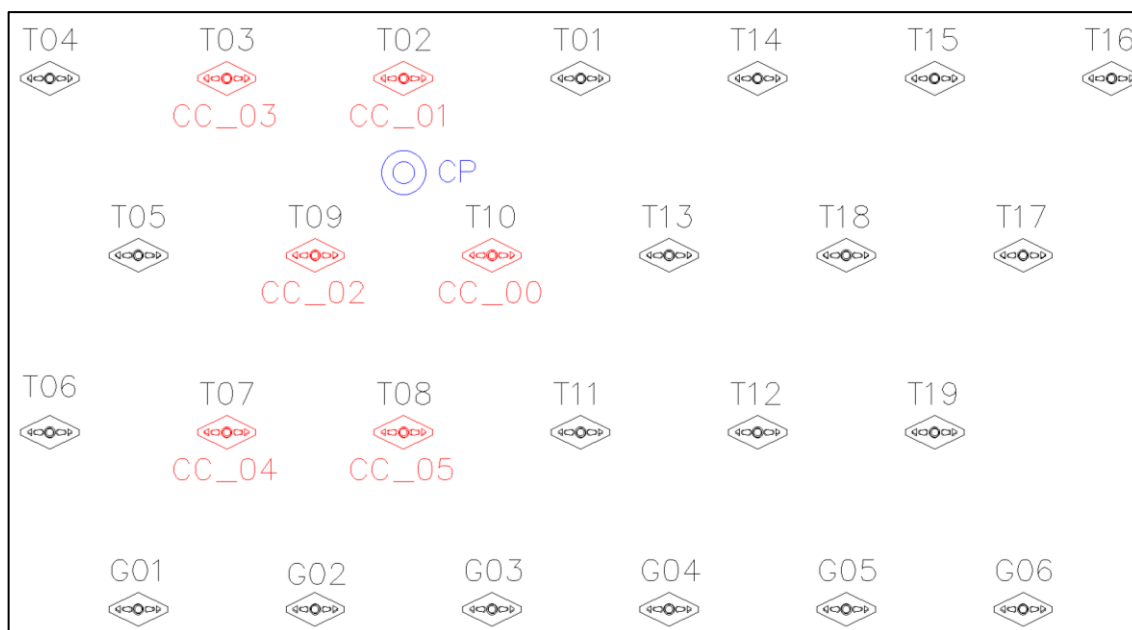 T04 T03 T02 T01 T14 T15 T16
CC_03 CC_01
CP
T05 T09 T10 T13 T18 T17
CC_02 CC_00
T06 T07 T08 T11 T12 T19
CC_04 CC_05
G01 G02 G03 G04 G05 G06